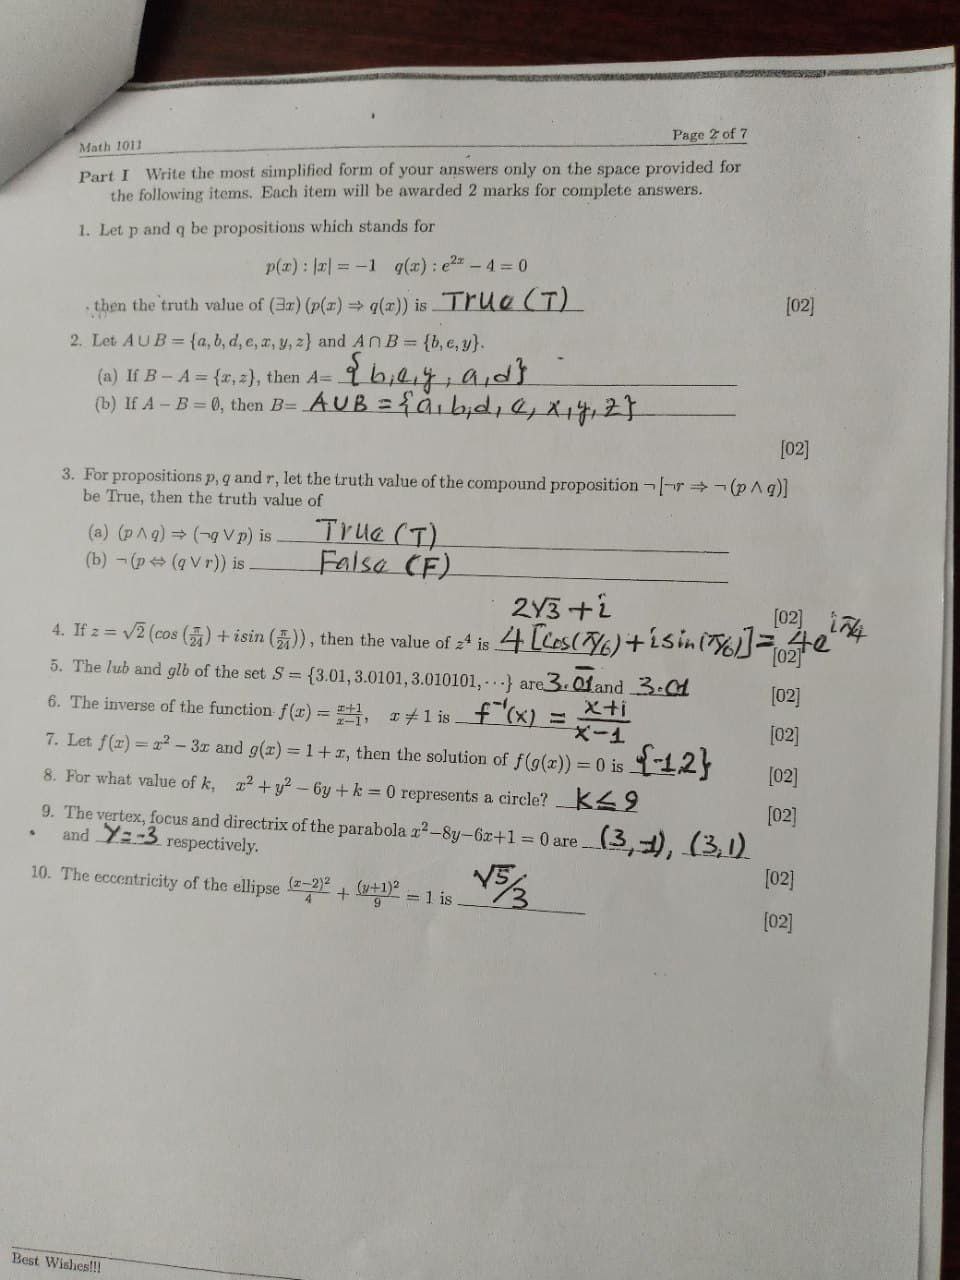 Math 1011
Page 2 of 7
Part I Write the most simplified form of your answers only on the space provided for
the following items. Each item will be awarded 2 marks for complete answers.
1. Let p and q be propositions which stands for
p(x) : |x| = −1 q(x) : e^{2x} − 4 = 0
then the truth value of (∃x) (p(x) ⇒ q(x)) is True (T) [02]
2. Let A ∪ B = {a, b, d, e, x, y, z} and A ∩ B = {b, e, y}.
(a) If B − A = {x, z}, then A= {b,e,y, a,d}
(b) If A − B = ∅, then B= AUB = {a,b,d, e, x,y,z}
[02]
3. For propositions p, q and r, let the truth value of the compound proposition ¬ [¬r ⇒ ¬ (p ∧ q)]
be True, then the truth value of
(a) (p ∧ q) ⇒ (¬q ∨ p) is True (T)
(b) ¬ (p ⇔ (q ∨ r)) is False (F)
[02]
2√3 + i
4. If z = √2 (cos (π/24) + isin (π/24)), then the value of z^4 is 4 [cos(π/6) + i sin(π/6)] = 4e^{iπ/4} [02]
5. The lub and glb of the set S = {3.01, 3.0101, 3.010101, · · ·} are 3.0̅1̅ and 3.01 [02]
6. The inverse of the function f(x) = x+1/x−1, x ≠ 1 is f⁻¹(x) = x+1/x−1 [02]
7. Let f(x) = x² − 3x and g(x) = 1 + x, then the solution of f(g(x)) = 0 is {-1,2} [02]
8. For what value of k, x² + y² − 6y + k = 0 represents a circle? k ≤ 9 [02]
9. The vertex, focus and directrix of the parabola x²−8y−6x+1 = 0 are (3,-1), (3,1)
and y=-3 respectively. [02]
10. The eccentricity of the ellipse (x−2)²/4 + (y+1)²/9 = 1 is √5/3
[02]
Best Wishes!!!